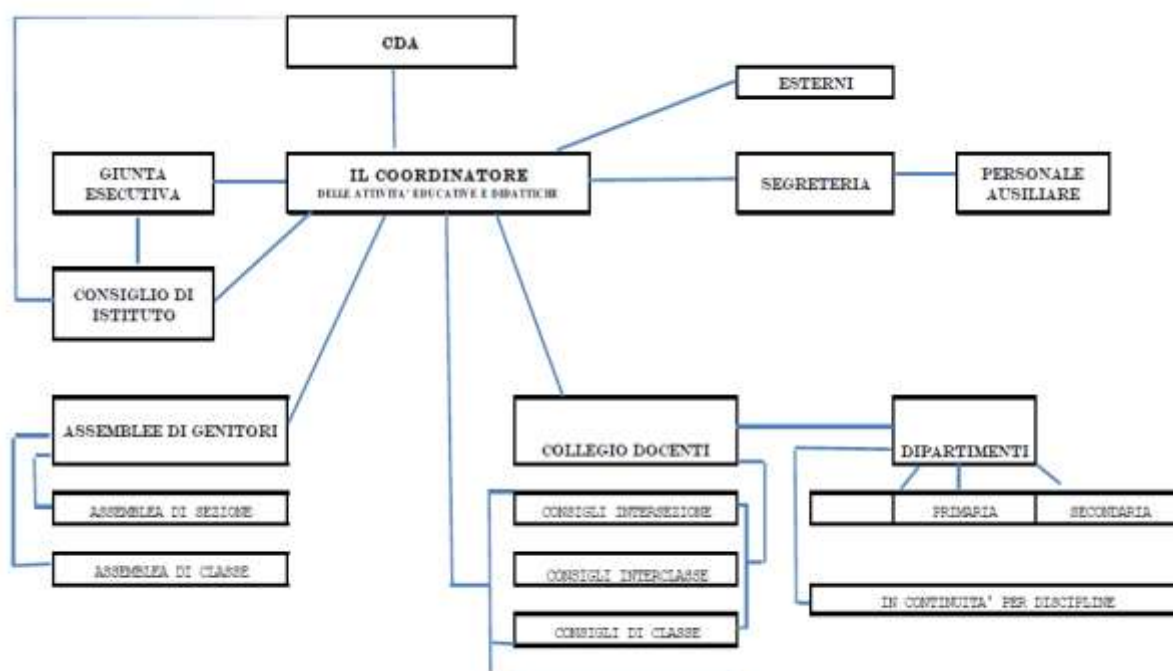 CDA
ESTERNI
GIUNTA
ESECUTIVA
IL COORDINATORE
DELLE ATTIVITA' EDUCATIVE E DIDATTICHE
SEGRETERIA
PERSONALE
AUSILIARE
CONSIGLIO DI
ISTITUTO
ASSEMBLEE DI GENITORI
COLLEGIO DOCENTI
DIPARTIMENTI
ASSEMBLEA DI SEZIONE
CONSIGLI INTERSEZIONE
PRIMARIA
SECONDARIA
ASSEMBLEA DI CLASSE
CONSIGLI INTERCLASSE
IN CONTINUITA' PER DISCIPLINE
CONSIGLI DI CLASSE